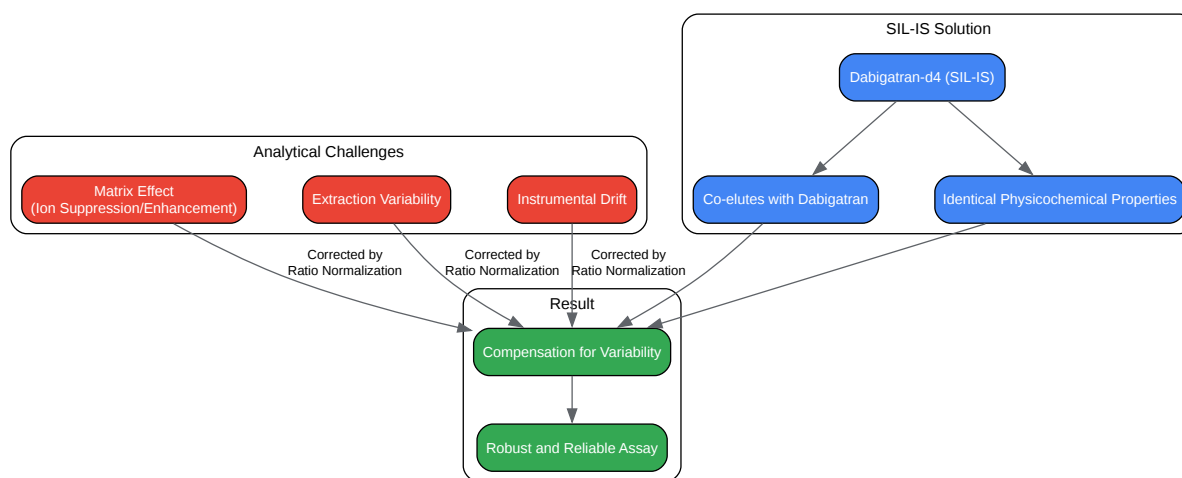 SIL-IS Solution
Dabigatran-d4 (SIL-IS)
Analytical Challenges
Matrix Effect
(Ion Suppression/Enhancement)
Extraction Variability
Instrumental Drift
Co-elutes with Dabigatran
Identical Physicochemical Properties
Corrected by
Ratio Normalization
Corrected by
Ratio Normalization
Corrected by
Ratio Normalization
Result
Compensation for Variability
Robust and Reliable Assay